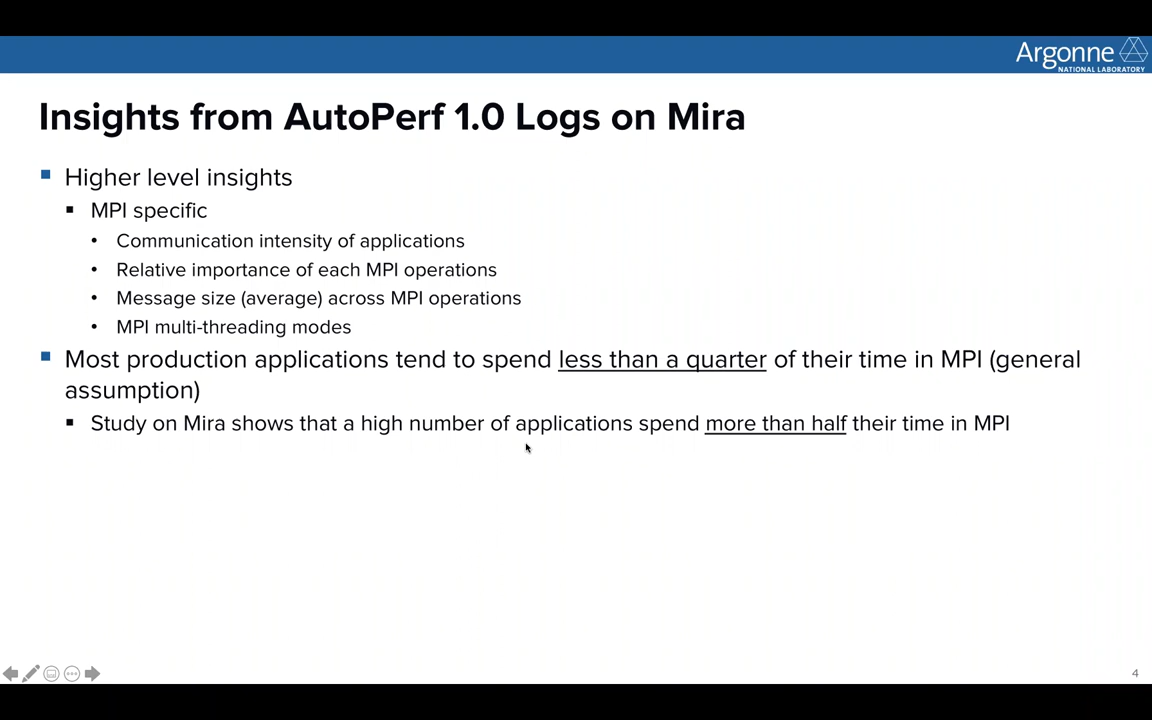 Argonne
NATIONAL LABORATORY
Insights from AutoPerf 1.0 Logs on Mira
Higher level insights
MPI specific
Communication intensity of applications
Relative importance of each MPI operations
Message size (average) across MPI operations
MPI multi-threading modes
Most production applications tend to spend less than a quarter of their time in MPI (general
assumption)
Study on Mira shows that a high number of applications spend more than half their time in MPI
4